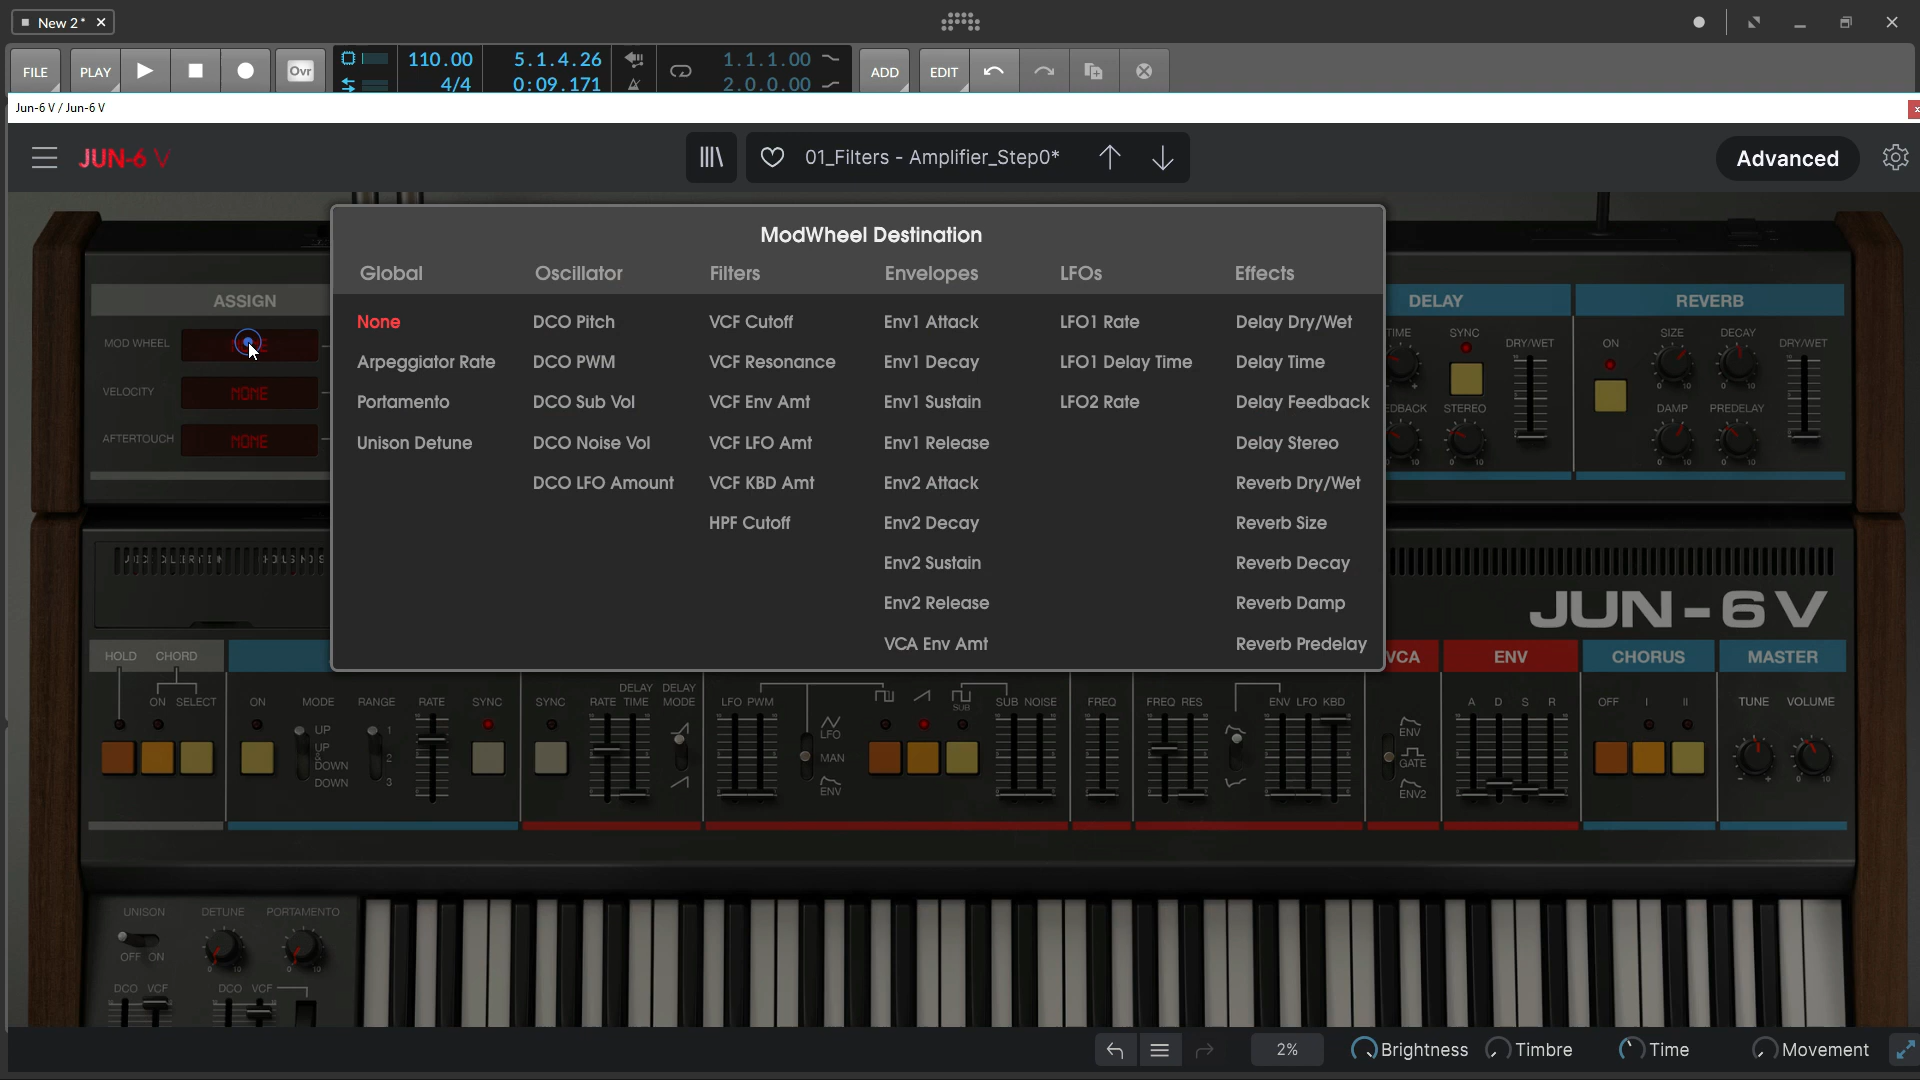 New 2*
FILE PLAY Ovr 110.00 5.1.4.26 1.1.1.00 ADD EDIT
4/4 0:09.171 2.0.0.00
Jun-6 V / Jun-6 V
JUN-6 V 01_Filters - Amplifier_Step0* Advanced
ModWheel Destination
Global Oscillator Filters Envelopes LFOs Effects
None DCO Pitch VCF Cutoff Env1 Attack LFO1 Rate Delay Dry/Wet
Arpeggiator Rate DCO PWM VCF Resonance Env1 Decay LFO1 Delay Time Delay Time
Portamento DCO Sub Vol VCF Env Amt Env1 Sustain LFO2 Rate Delay Feedback
Unison Detune DCO Noise Vol VCF LFO Amt Env1 Release Delay Stereo
DCO LFO Amount VCF KBD Amt Env2 Attack Reverb Dry/Wet
HPF Cutoff Env2 Decay Reverb Size
Env2 Sustain Reverb Decay
Env2 Release Reverb Damp
VCA Env Amt Reverb Predelay
ASSIGN
MOD WHEEL
VELOCITY NONE
AFTERTOUCH NONE
DELAY REVERB
TIME SYNC DRY/WET ON SIZE DECAY DRY/WET
STEREO DAMP PREDELAY
JUN-6 V
HOLD CHORD
ON SELECT
VCA ENV CHORUS MASTER
ON MODE RANGE RATE SYNC
UP 1
UP & DOWN 2
DOWN 3
SYNC RATE DELAY TIME DELAY MODE
LFO PWM SUB SUB NOISE
LFO
MAN
ENV
FREQ FREQ RES ENV LFO KBD
ENV
GATE
ENV2
A D S R OFF I II TUNE VOLUME
UNISON DETUNE PORTAMENTO
OFF ON
DCO VCF DCO VCF
2% Brightness Timbre Time Movement